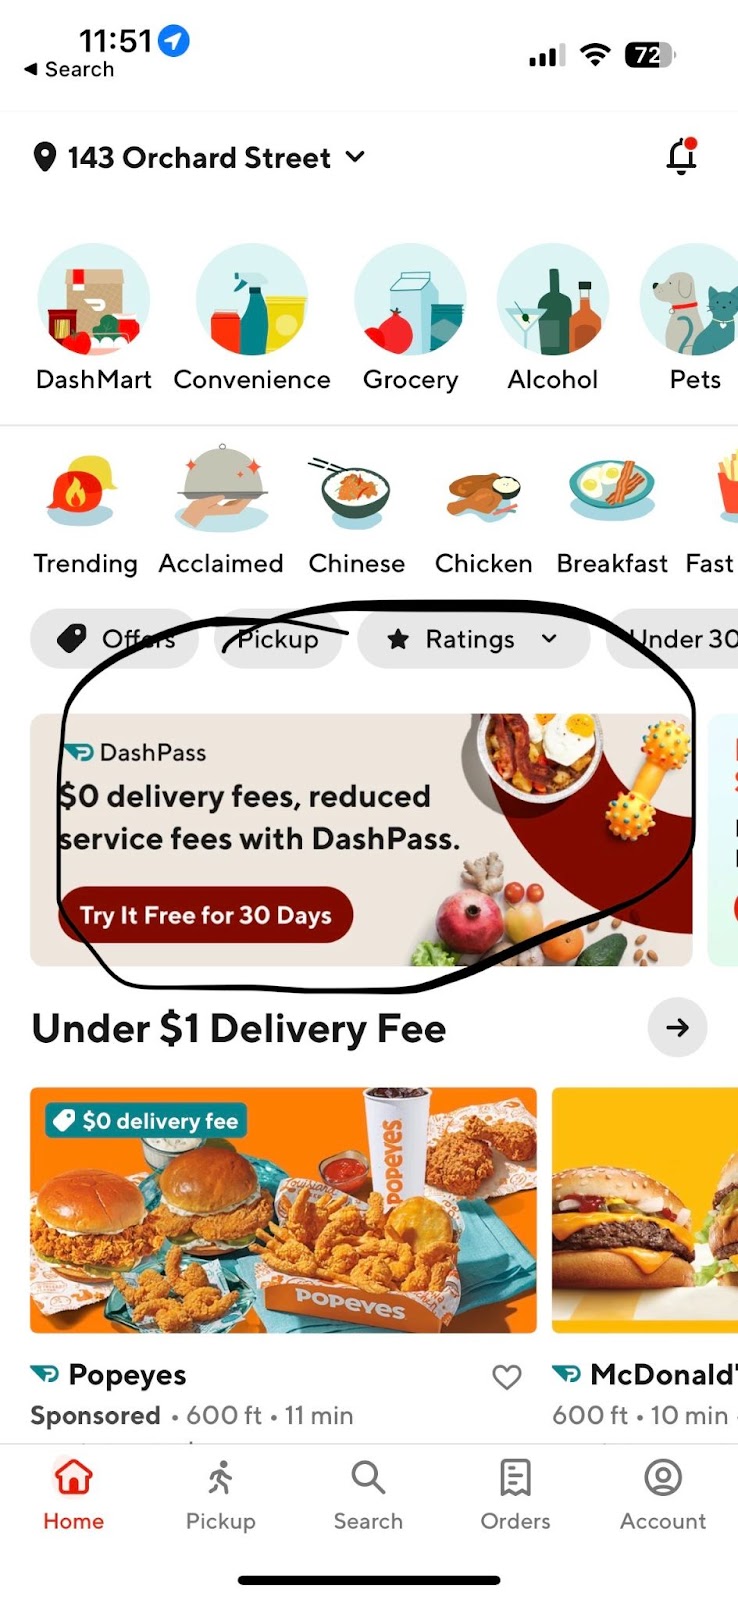 11:51
Search
72
143 Orchard Street
DashMart Convenience Grocery Alcohol Pets
Trending Acclaimed Chinese Chicken Breakfast Fast
Offers Pickup Ratings Under 30
DashPass
$0 delivery fees, reduced
service fees with DashPass.
Try It Free for 30 Days
Under $1 Delivery Fee
$0 delivery fee
POPEYES
POPEYES
Popeyes McDonald'
Sponsored • 600 ft • 11 min 600 ft • 10 min
Home Pickup Search Orders Account